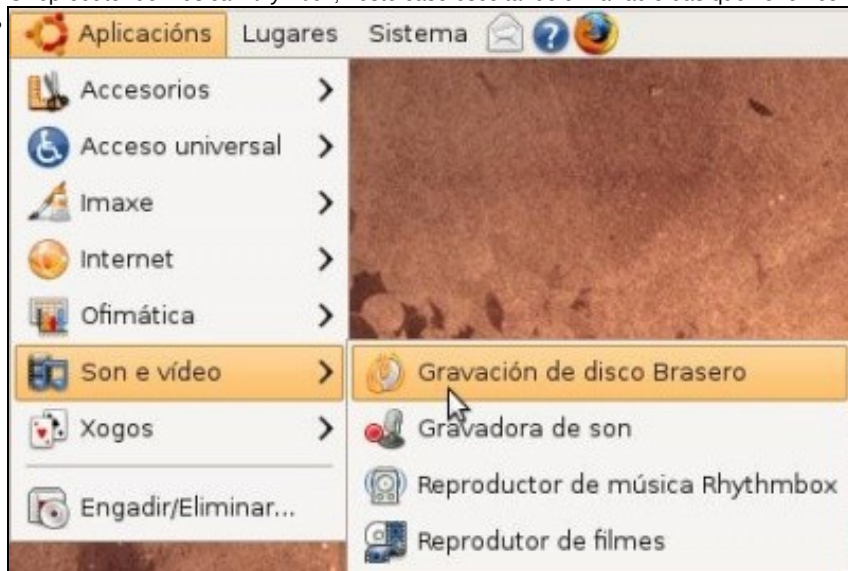 Aplicacións Lugares Sistema
Accesorios
Acceso universal
Imaxe
Internet
Ofimática
Son e vídeo
Gravación de disco Brasero
Xogos
Gravadora de son
Reproductor de música Rhythmbox
Engadir/Eliminar...
Reprodutor de filmes